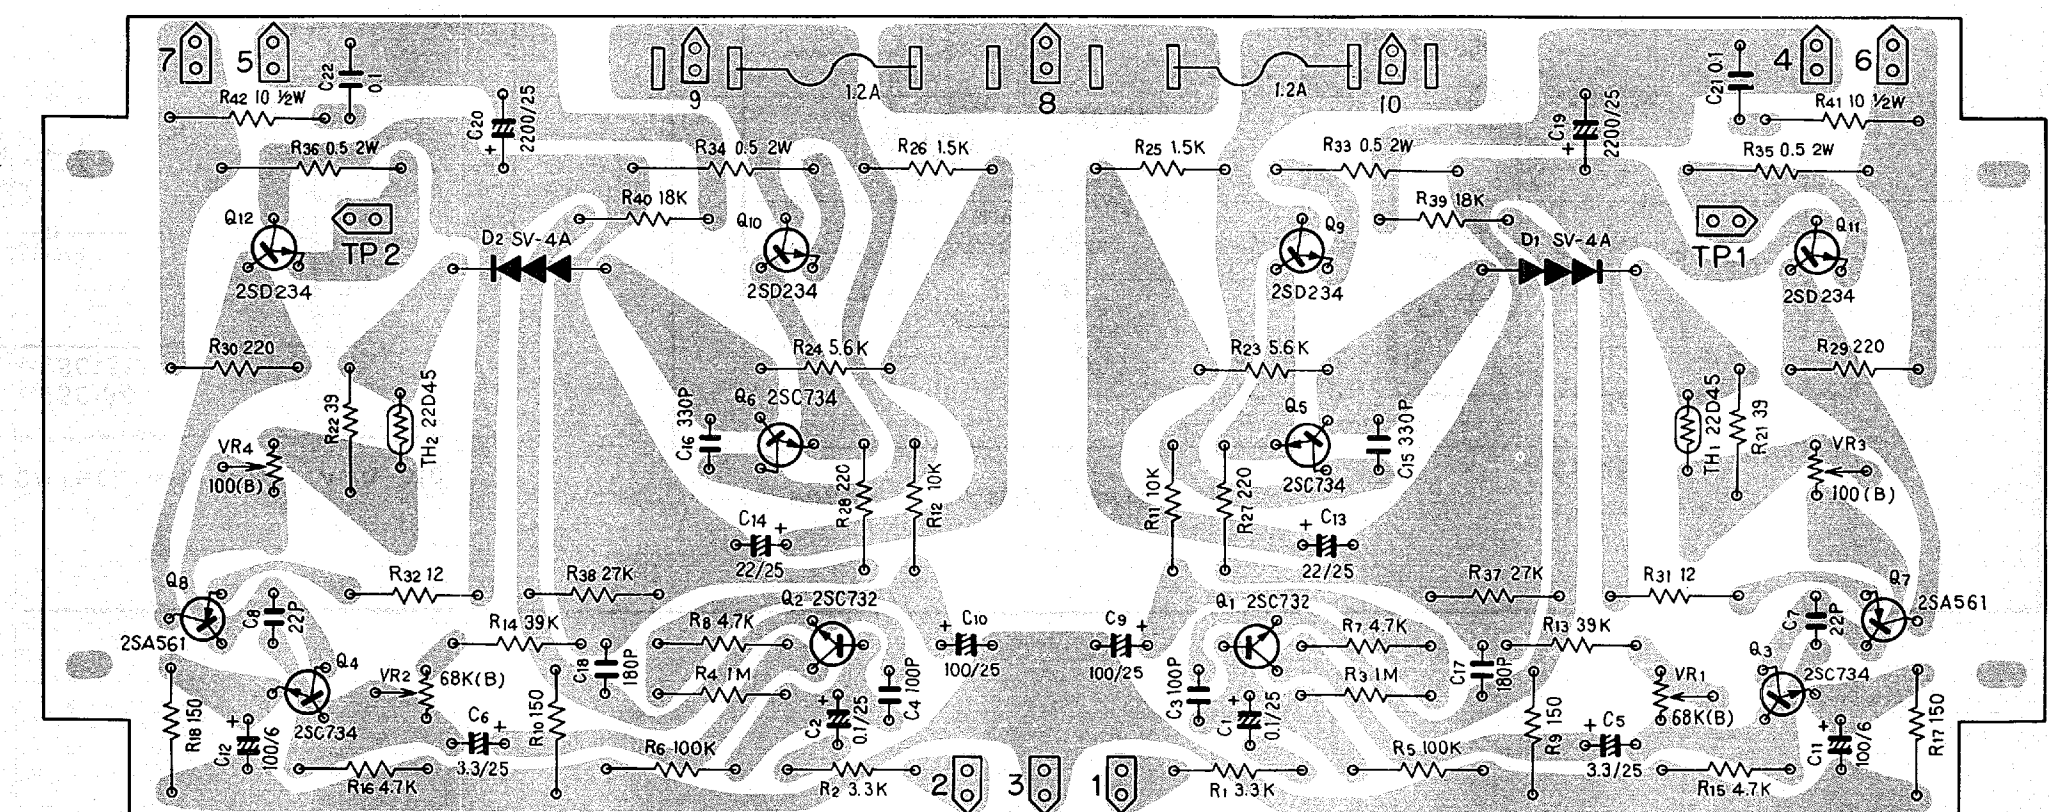 7
5
C22 0.1
9
1.2A
8
1.2A
10
C21 0.1
4
6
R42 10 ½W
C20 2200/25
+
C19 2200/25
+
R41 10 ½W
R36 0.5 2W
R34 0.5 2W
R26 1.5K
R25 1.5K
R33 0.5 2W
R35 0.5 2W
Q12
TP2
R40 18K
Q10
Q9
R39 18K
TP1
Q11
D2 SV-4A
D1 SV-4A
2SD234
2SD234
2SD234
2SD234
R30 220
R24 5.6K
R23 5.6K
R29 220
R22 39
TH2 22D45
Q6 2SC734
C16 330P
Q5
2SC734
C15 330P
TH1 22D45
R21 39
VR4
100(B)
VR3
100(B)
R28 220
R12 10K
R11 10K
R27 220
C14 +
22/25
+ C13
22/25
Q8
2SA561
C8 22P
R32 12
R38 27K
Q2 2SC732
Q1 2SC732
R37 27K
R31 12
C7 22P
Q7
2SA561
R14 39K
R8 4.7K
C10
+
100/25
C9
+
100/25
R7 4.7K
R13 39K
Q4
2SC734
VR2 68K(B)
C18 180P
R4 1M
C4 100P
C3 100P
R3 1M
C17 180P
VR1
68K(B)
Q3
2SC734
R18 150
C12 100/6
+
C6
+
3.3/25
R10 150
C2 0.1/25
C1 0.1/25
R9 150
C5
+
3.3/25
C11 100/6
+
R17 150
R16 4.7K
R6 100K
R2 3.3K
2
3
1
R1 3.3K
R5 100K
R15 4.7K